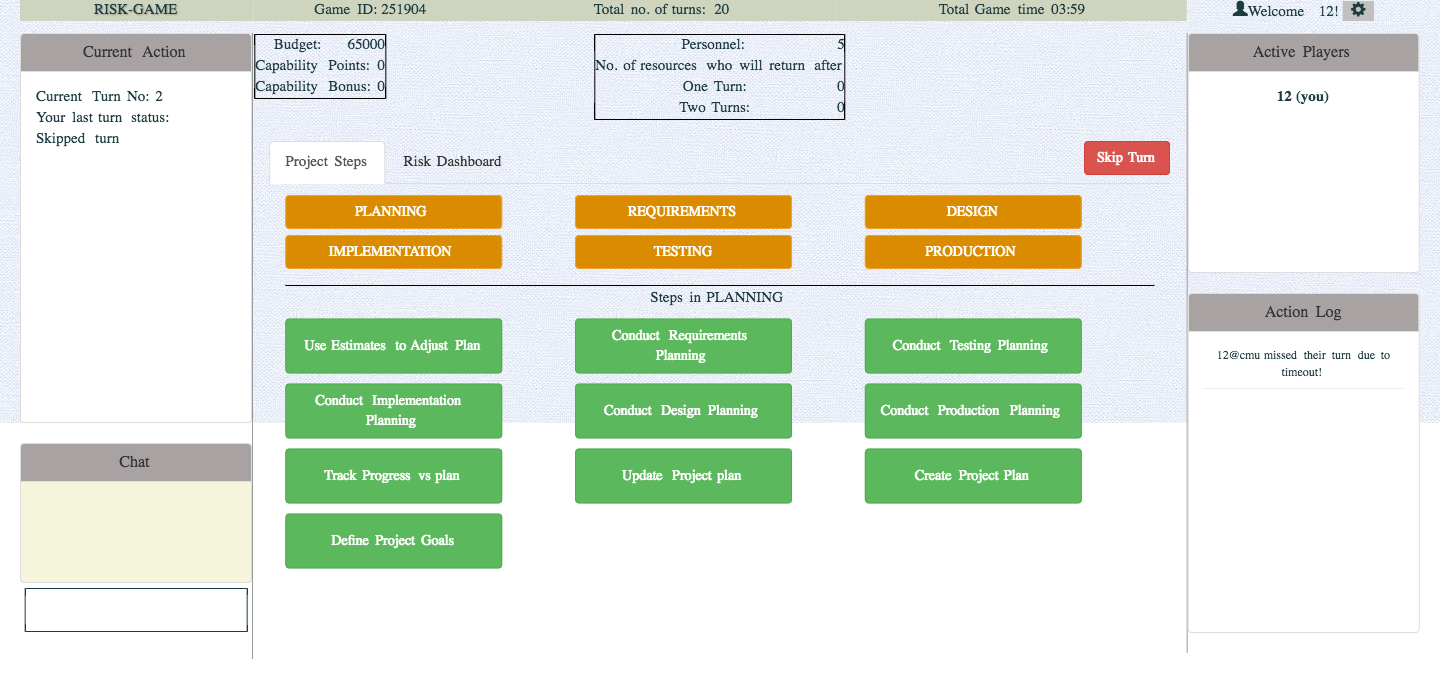 RISK-GAME
Game ID: 251904
Total no. of turns: 20
Total Game time 03:59
Welcome 12!
Current Action
Current Turn No: 2
Your last turn status:
Skipped turn
Chat
Budget: 65000
Capability Points: 0
Capability Bonus: 0
Personnel: 5
No. of resources who will return after
One Turn: 0
Two Turns: 0
Project Steps
Risk Dashboard
Skip Turn
PLANNING
REQUIREMENTS
DESIGN
IMPLEMENTATION
TESTING
PRODUCTION
Steps in PLANNING
Use Estimates to Adjust Plan
Conduct Requirements
Planning
Conduct Testing Planning
Conduct Implementation
Planning
Conduct Design Planning
Conduct Production Planning
Track Progress vs plan
Update Project plan
Create Project Plan
Define Project Goals
Active Players
12 (you)
Action Log
12@cmu missed their turn due to
timeout!